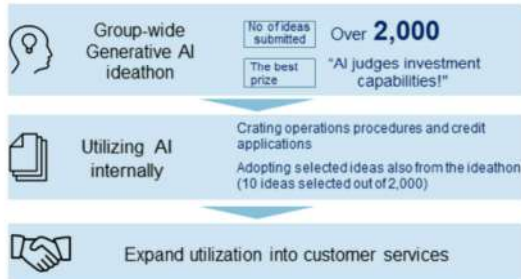 Group-wide
Generative AI
ideathon
No of ideas
submitted
Over 2,000
The best
prize
"AI judges investment
capabilities!"
Utilizing AI
internally
Crating operations procedures and credit
applications
Adopting selected ideas also from the ideathon
(10 ideas selected out of 2,000)
Expand utilization into customer services